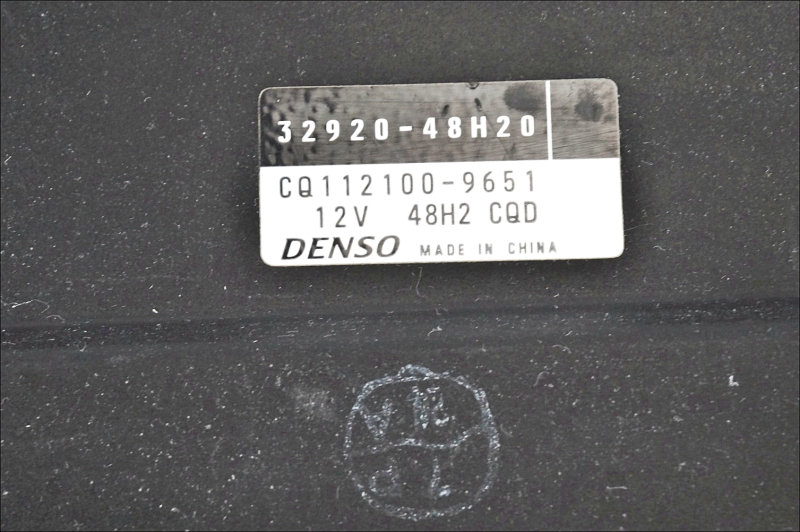 32920-48H20
CQ112100-9651
12V 48H2 CQD
DENSO MADE IN CHINA